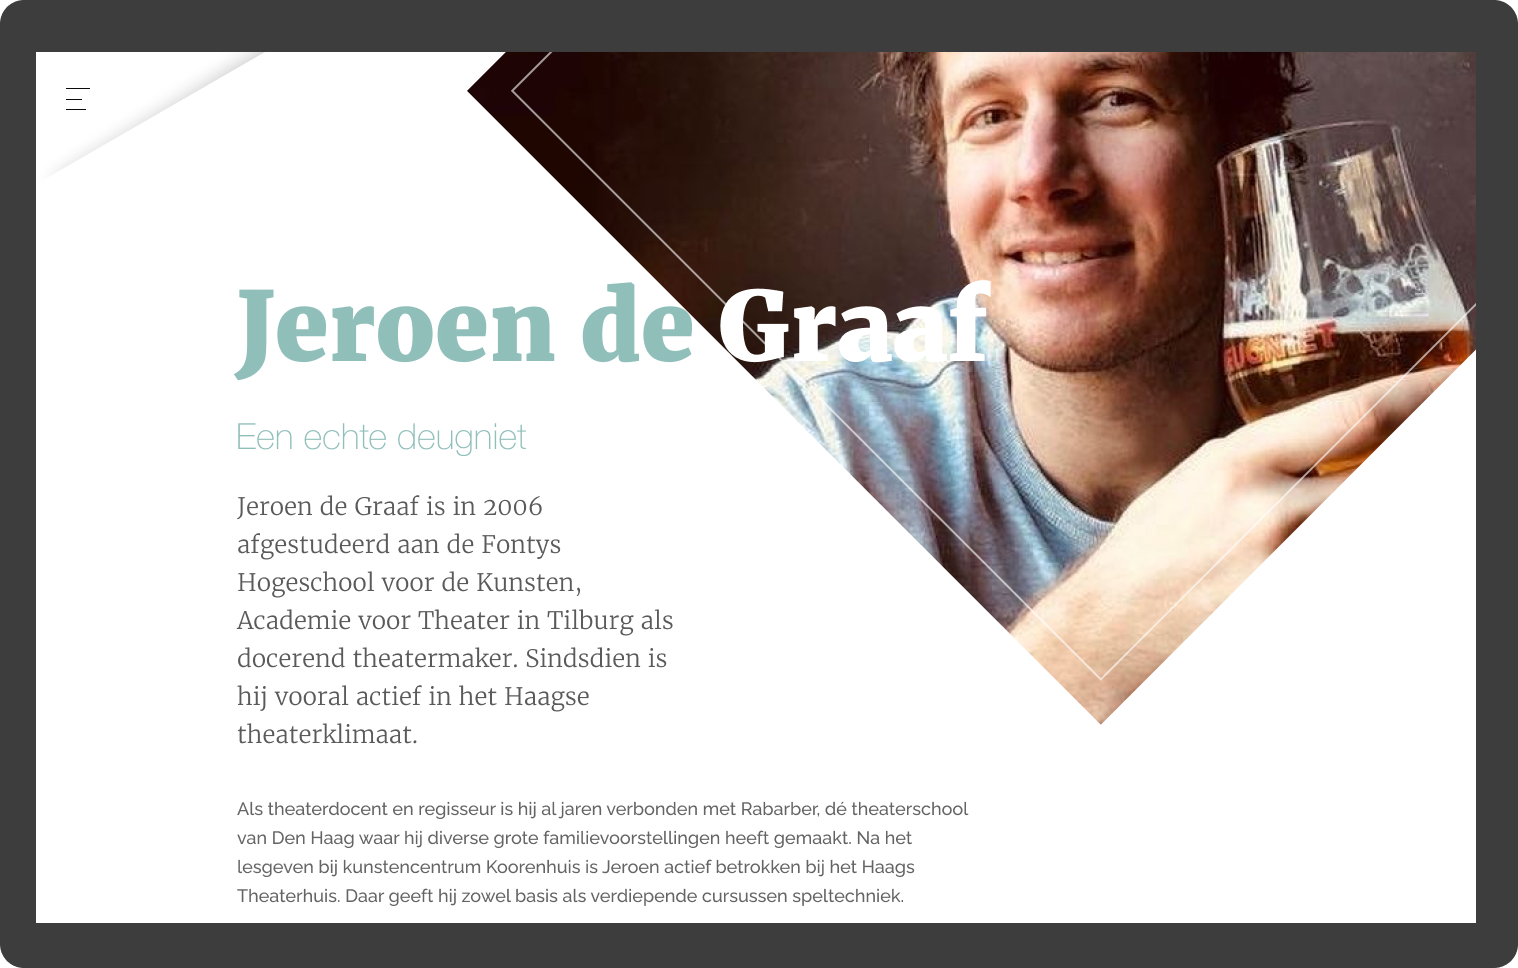 Jeroen de Graaf
Een echte deugniet
Jeroen de Graaf is in 2006
afgestudeerd aan de Fontys
Hogeschool voor de Kunsten,
Academie voor Theater in Tilburg als
docerend theatermaker. Sindsdien is
hij vooral actief in het Haagse
theaterklimaat.
Als theaterdocent en regisseur is hij al jaren verbonden met Rabarber, dé theaterschool
van Den Haag waar hij diverse grote familievoorstellingen heeft gemaakt. Na het
lesgeven bij kunstencentrum Koorenhuis is Jeroen actief betrokken bij het Haags
Theaterhuis. Daar geeft hij zowel basis als verdiepende cursussen speltechniek.